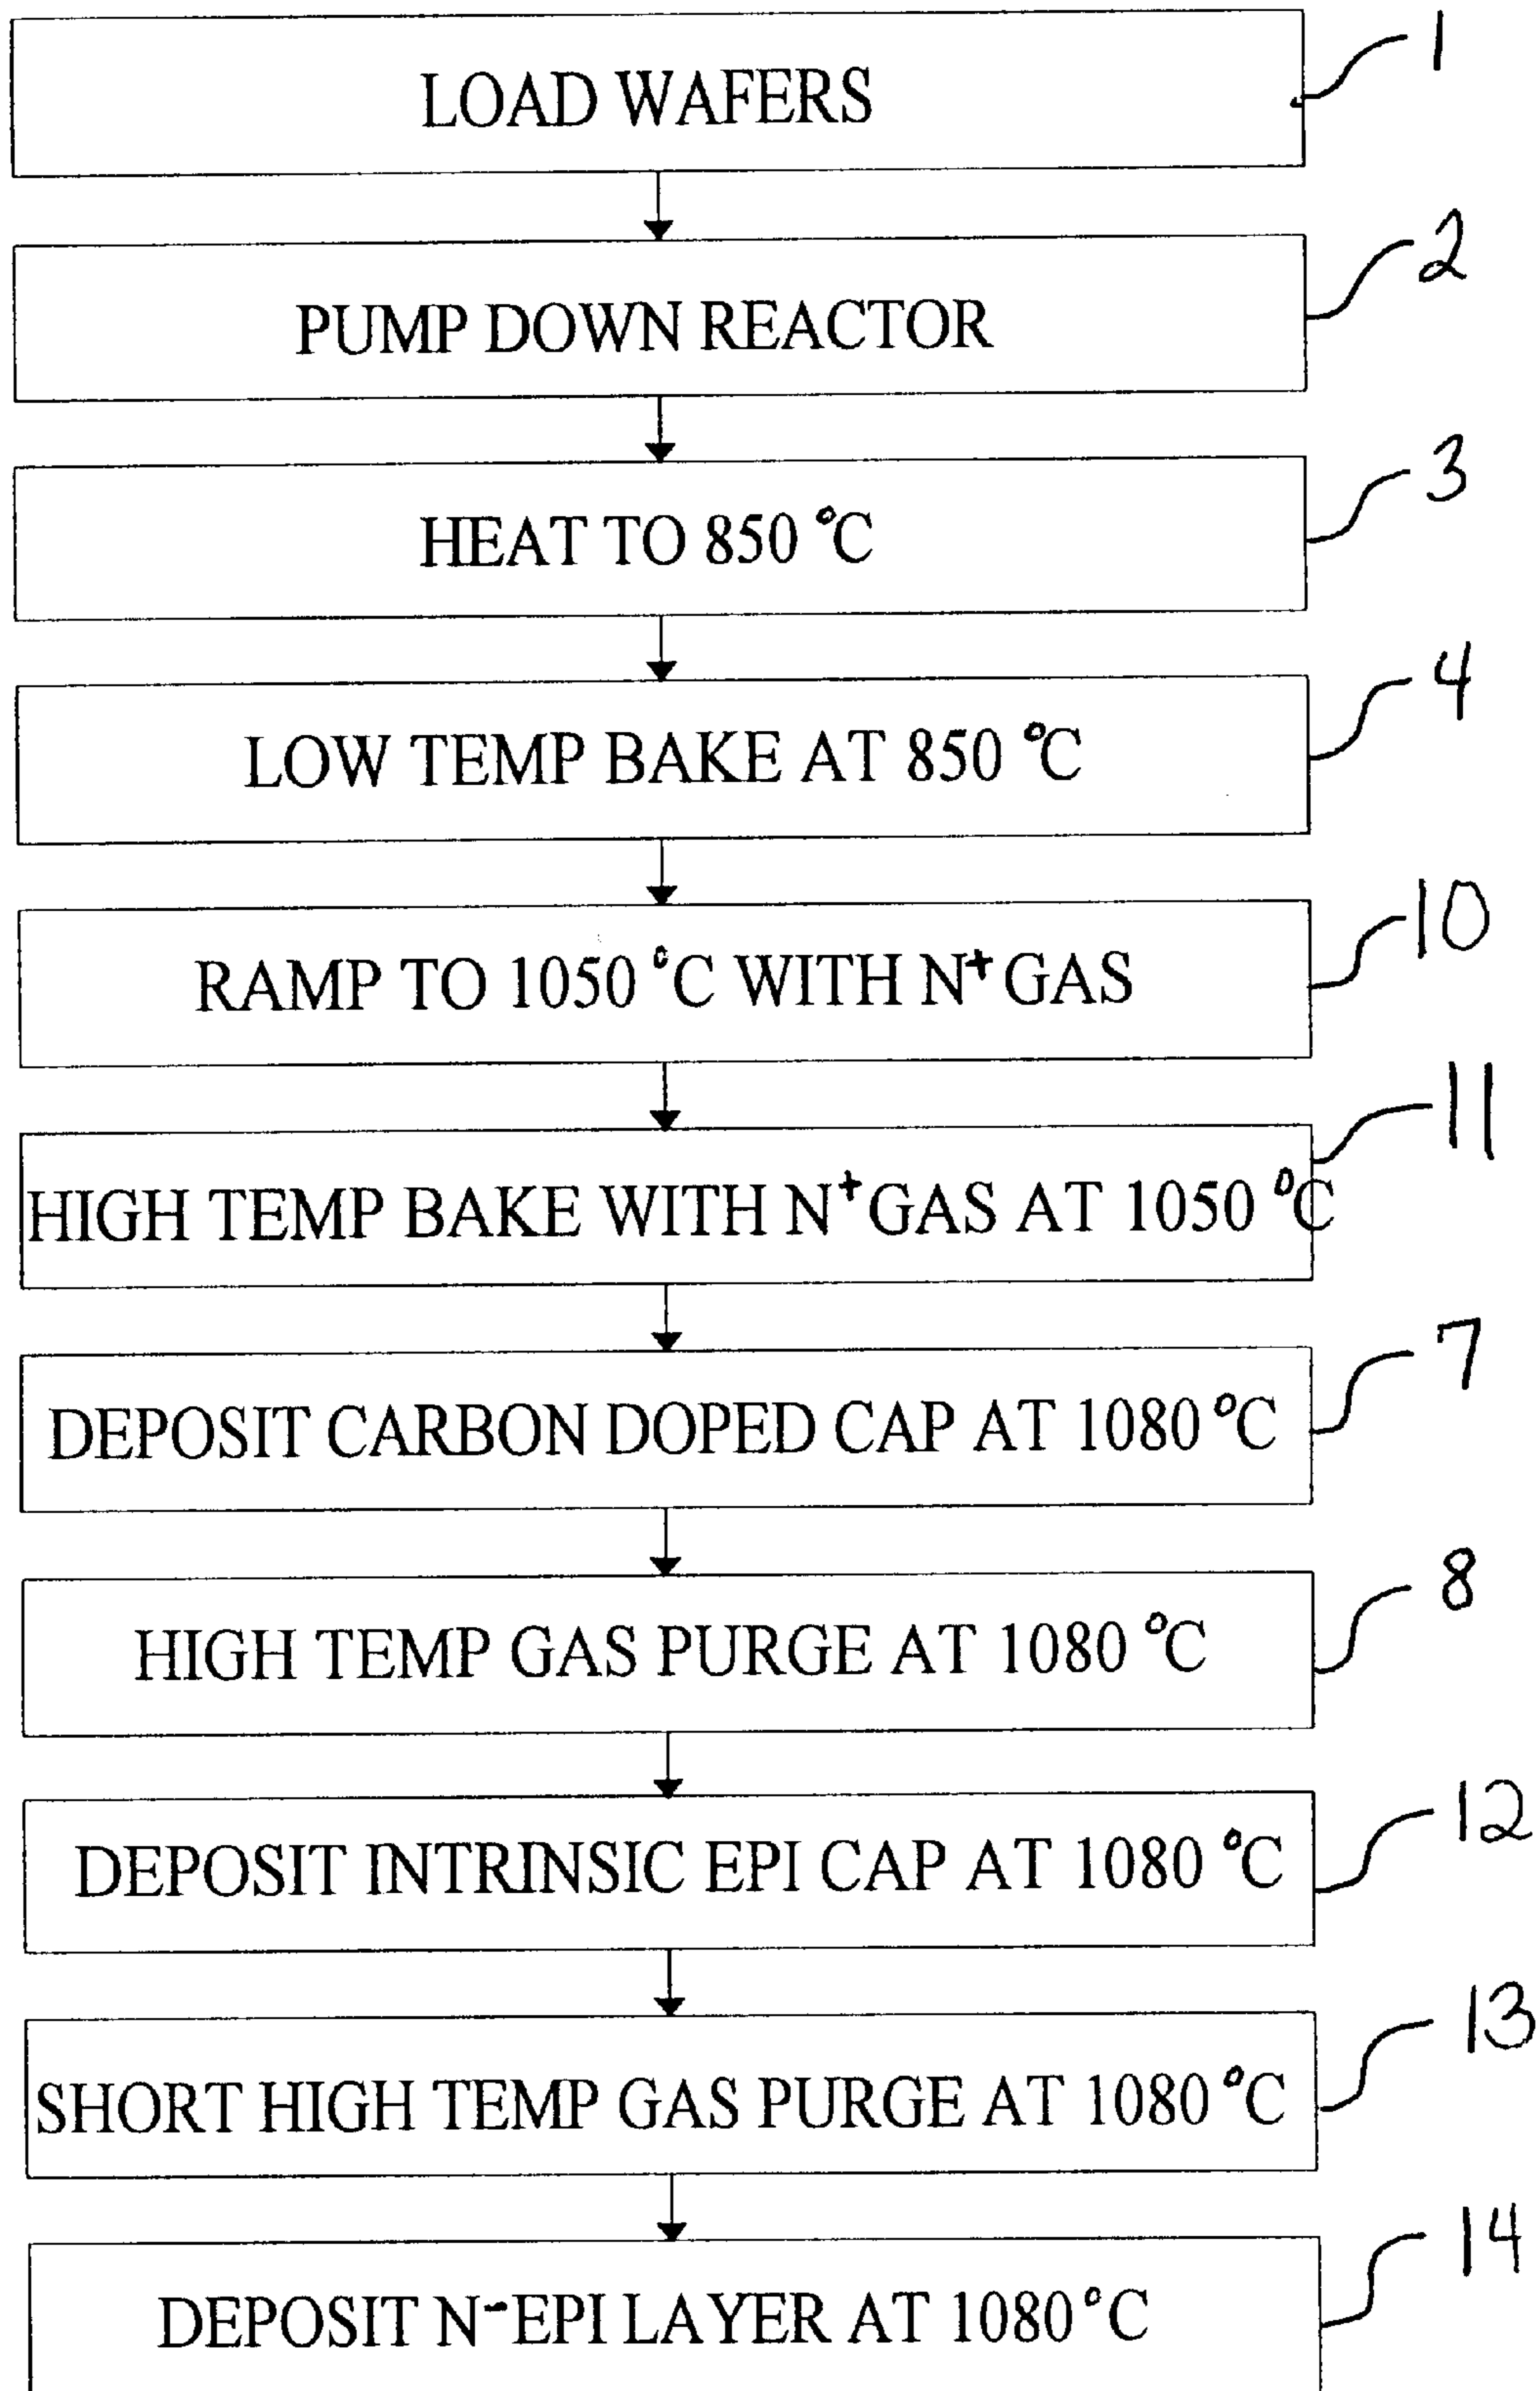 LOAD WAFERS
1
PUMP DOWN REACTOR
2
HEAT TO 850 °C
3
LOW TEMP BAKE AT 850 °C
4
RAMP TO 1050 °C WITH N⁺ GAS
10
HIGH TEMP BAKE WITH N⁺ GAS AT 1050 °C
11
DEPOSIT CARBON DOPED CAP AT 1080 °C
7
HIGH TEMP GAS PURGE AT 1080 °C
8
DEPOSIT INTRINSIC EPI CAP AT 1080 °C
12
SHORT HIGH TEMP GAS PURGE AT 1080 °C
13
DEPOSIT N⁻ EPI LAYER AT 1080 °C
14